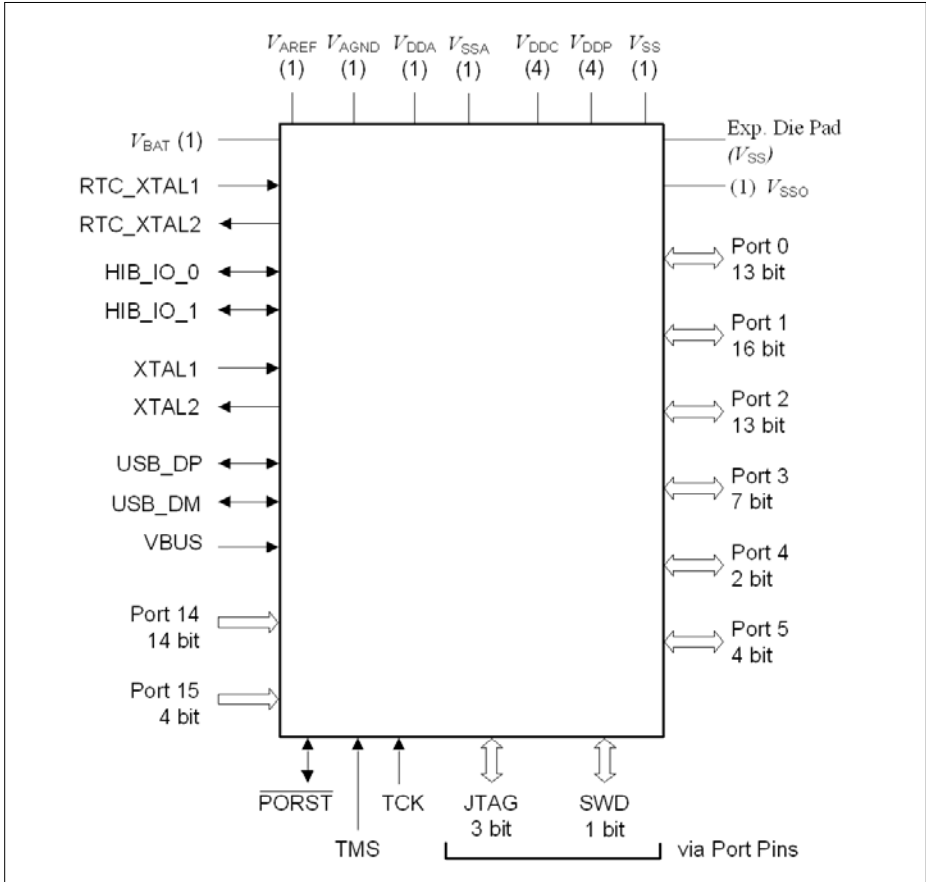 VAREF VAGND VDDA VSSA VDDC VDDP VSS
(1) (1) (1) (1) (4) (4) (1)
VBAT (1)
RTC_XTAL1
RTC_XTAL2
HIB_IO_0
HIB_IO_1
XTAL1
XTAL2
USB_DP
USB_DM
VBUS
Port 14
14 bit
Port 15
4 bit
Exp. Die Pad
(VSS)
(1) VSSO
Port 0
13 bit
Port 1
16 bit
Port 2
13 bit
Port 3
7 bit
Port 4
2 bit
Port 5
4 bit
PORST TCK JTAG SWD
3 bit 1 bit
TMS via Port Pins